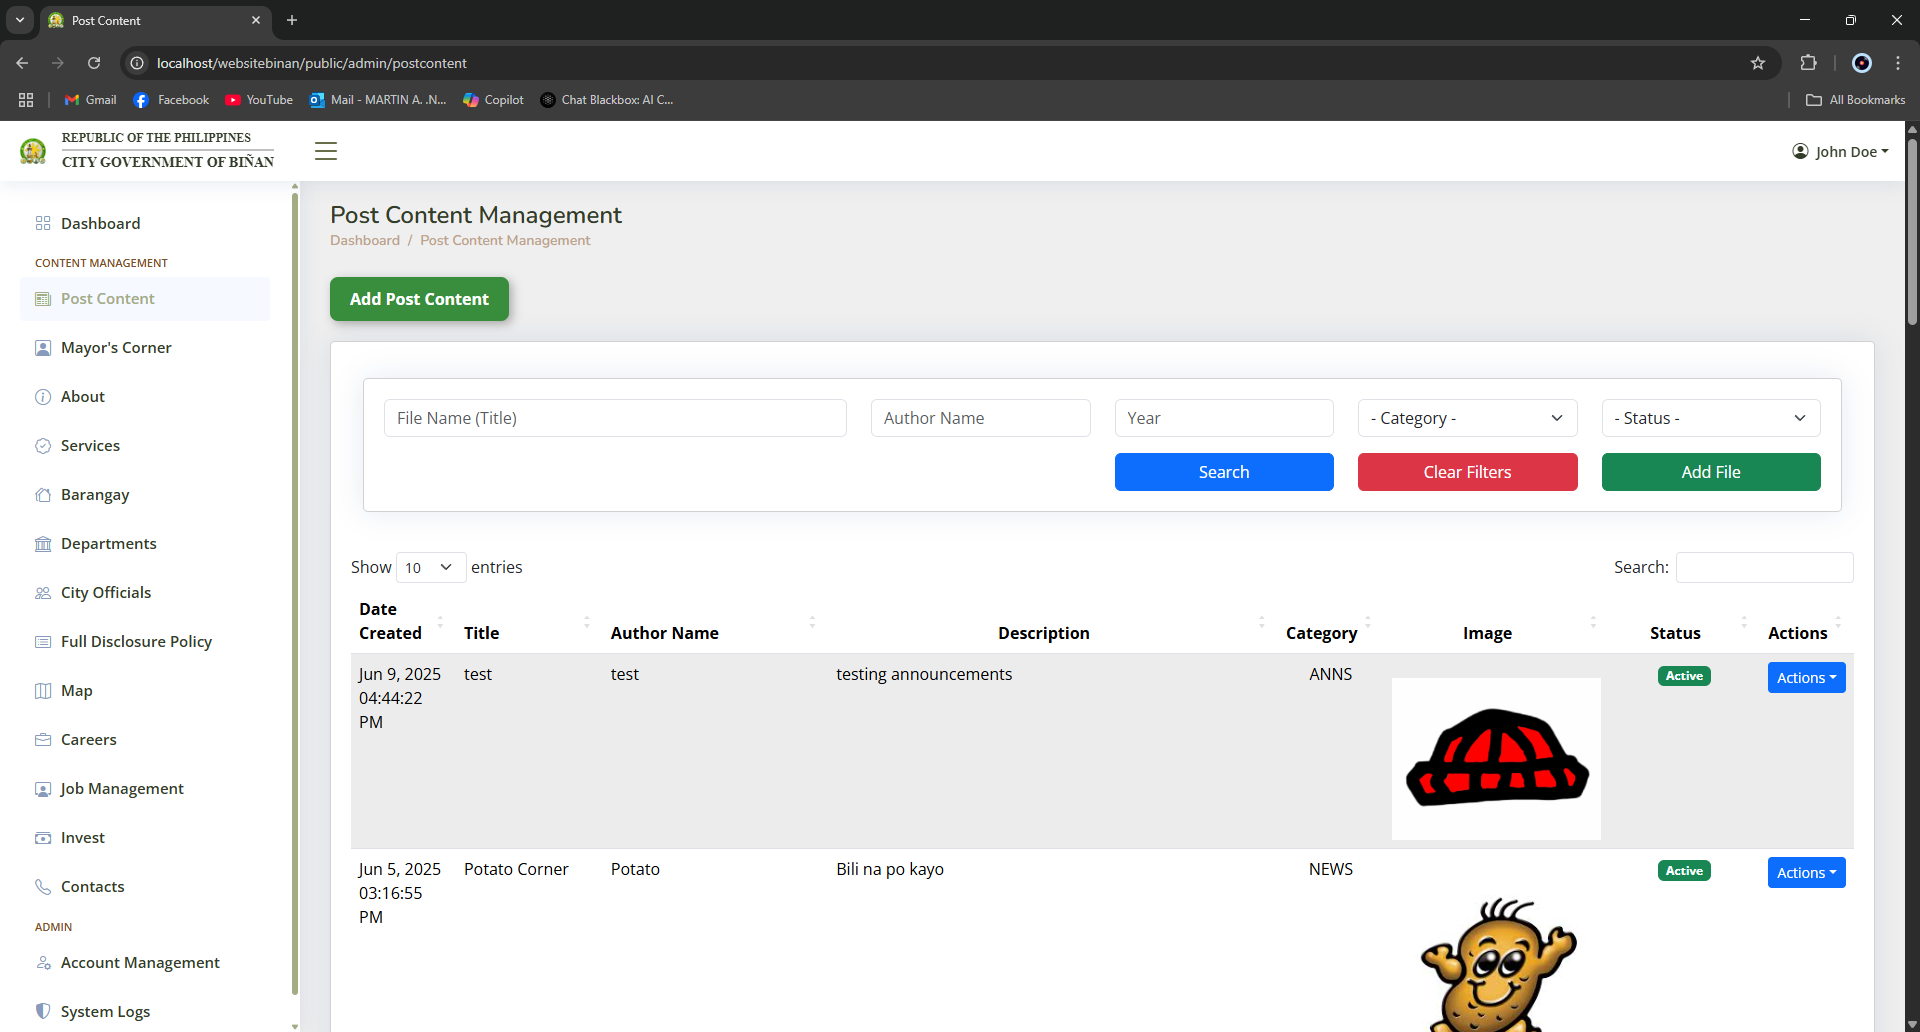 Post Content
localhost/websitebinan/public/admin/postcontent
Gmail
Facebook
YouTube
Mail - MARTIN A. .N...
Copilot
Chat Blackbox: AI C...
All Bookmarks
REPUBLIC OF THE PHILIPPINES
CITY GOVERNMENT OF BIÑAN
John Doe
Dashboard
CONTENT MANAGEMENT
Post Content
Mayor's Corner
About
Services
Barangay
Departments
City Officials
Full Disclosure Policy
Map
Careers
Job Management
Invest
Contacts
ADMIN
Account Management
System Logs
Post Content Management
Dashboard / Post Content Management
Add Post Content
File Name (Title)
Author Name
Year
- Category -
- Status -
Search
Clear Filters
Add File
Show 10 entries
Search:
Date Created
Title
Author Name
Description
Category
Image
Status
Actions
Jun 9, 2025
04:44:22
PM
test
test
testing announcements
ANNS
Active
Actions
Jun 5, 2025
03:16:55
PM
Potato Corner
Potato
Bili na po kayo
NEWS
Active
Actions